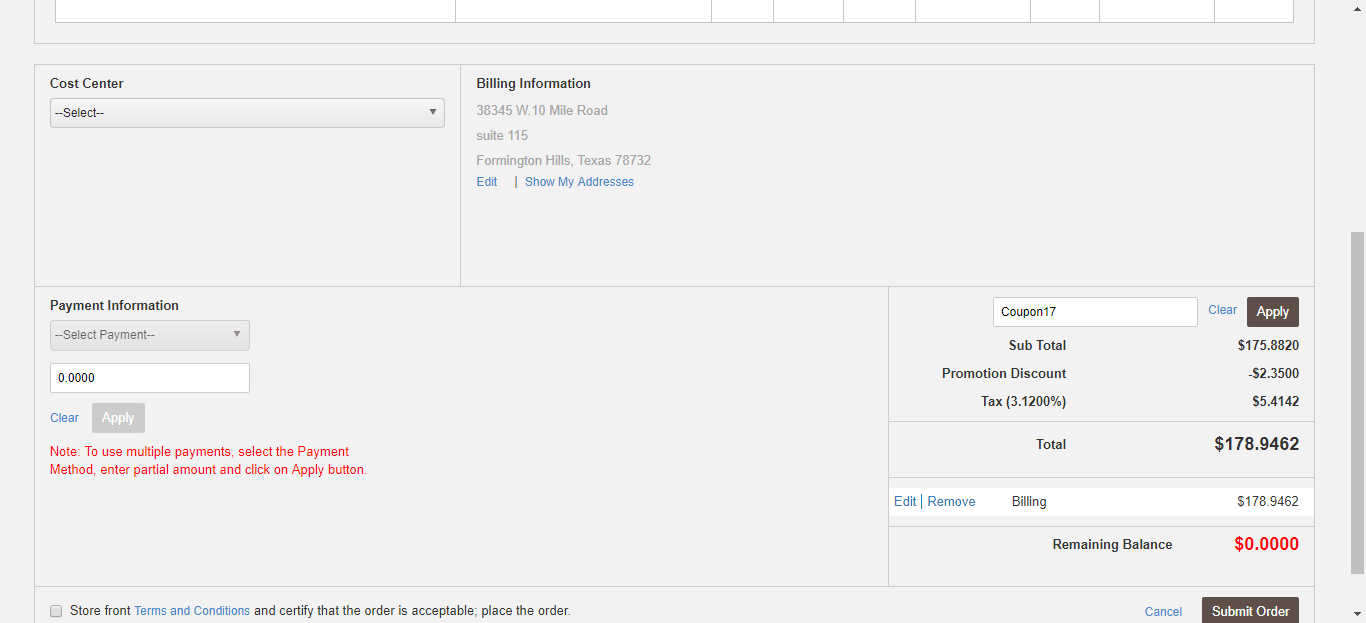 Cost Center
--Select--
Billing Information
38345 W.10 Mile Road
suite 115
Formington Hills, Texas 78732
Edit | Show My Addresses
Payment Information
--Select Payment--
0.0000
Clear Apply
Note: To use multiple payments, select the Payment
Method, enter partial amount and click on Apply button.
Coupon17 Clear Apply
Sub Total $175.8820
Promotion Discount -$2.3500
Tax (3.1200%) $5.4142
Total $178.9462
Edit | Remove Billing $178.9462
Remaining Balance $0.0000
Store front Terms and Conditions and certify that the order is acceptable; place the order.
Cancel Submit Order